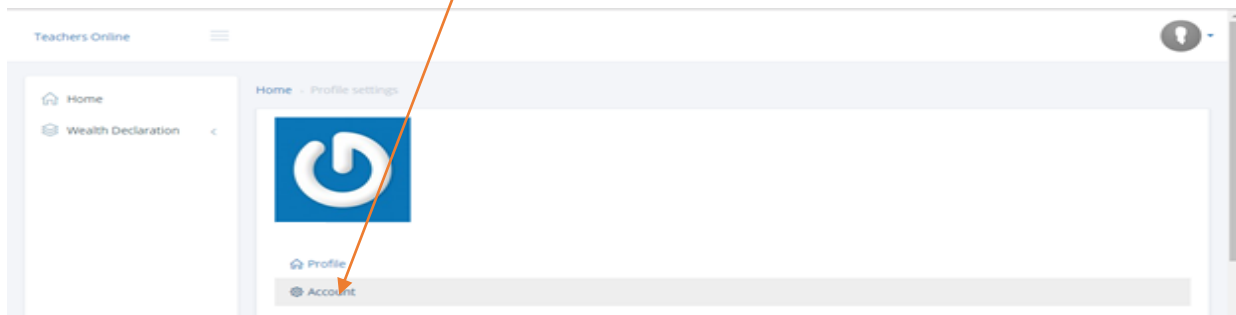 Teachers Online
Home
Wealth Declaration
Home - Profile settings
Profile
Account